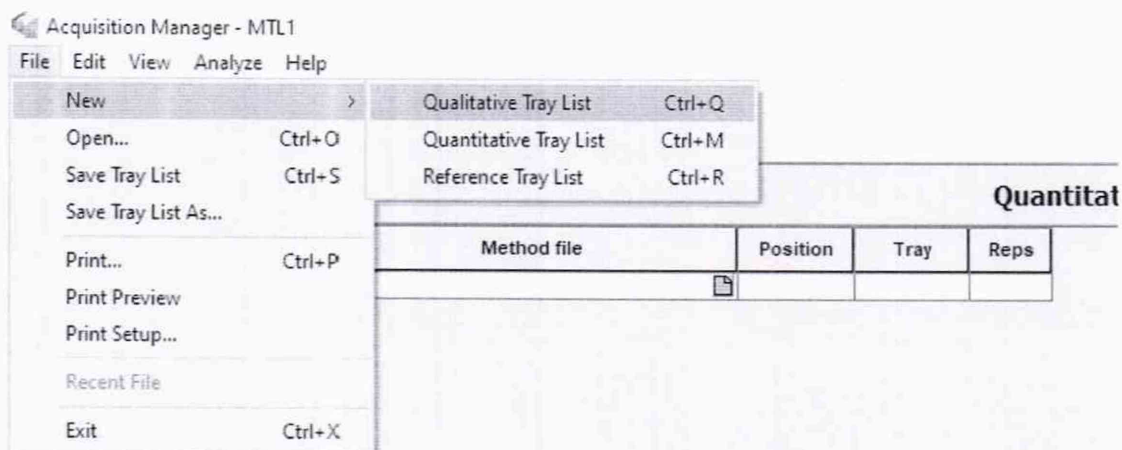 Acquisition Manager - MTL1
File Edit View Analyze Help
New > Qualitative Tray List Ctrl+Q
Open... Ctrl+O Quantitative Tray List Ctrl+M
Save Tray List Ctrl+S Reference Tray List Ctrl+R
Save Tray List As... Quantitat
Print... Ctrl+P Method file Position Tray Reps
Print Preview
Print Setup...
Recent File
Exit Ctrl+X